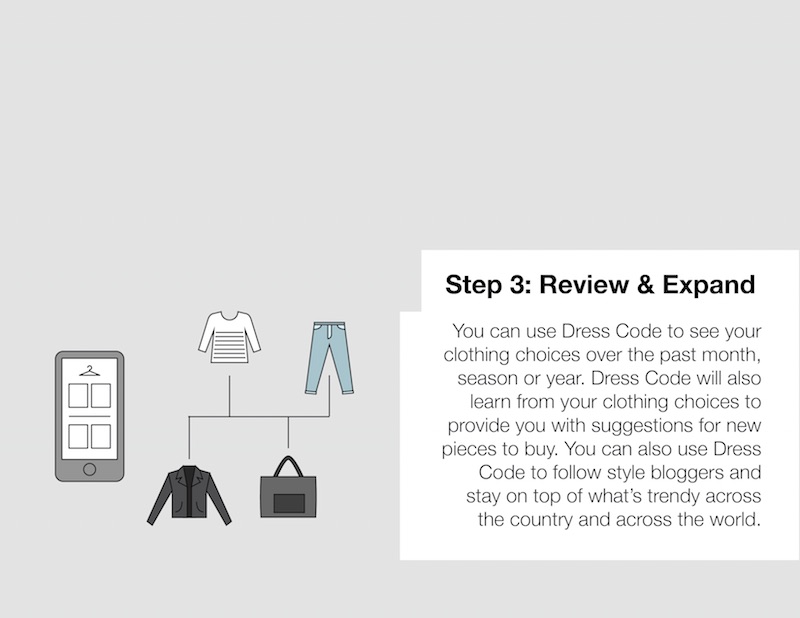 Step 3: Review & Expand
You can use Dress Code to see your
clothing choices over the past month,
season or year. Dress Code will also
learn from your clothing choices to
provide you with suggestions for new
pieces to buy. You can also use Dress
Code to follow style bloggers and
stay on top of what’s trendy across
the country and across the world.